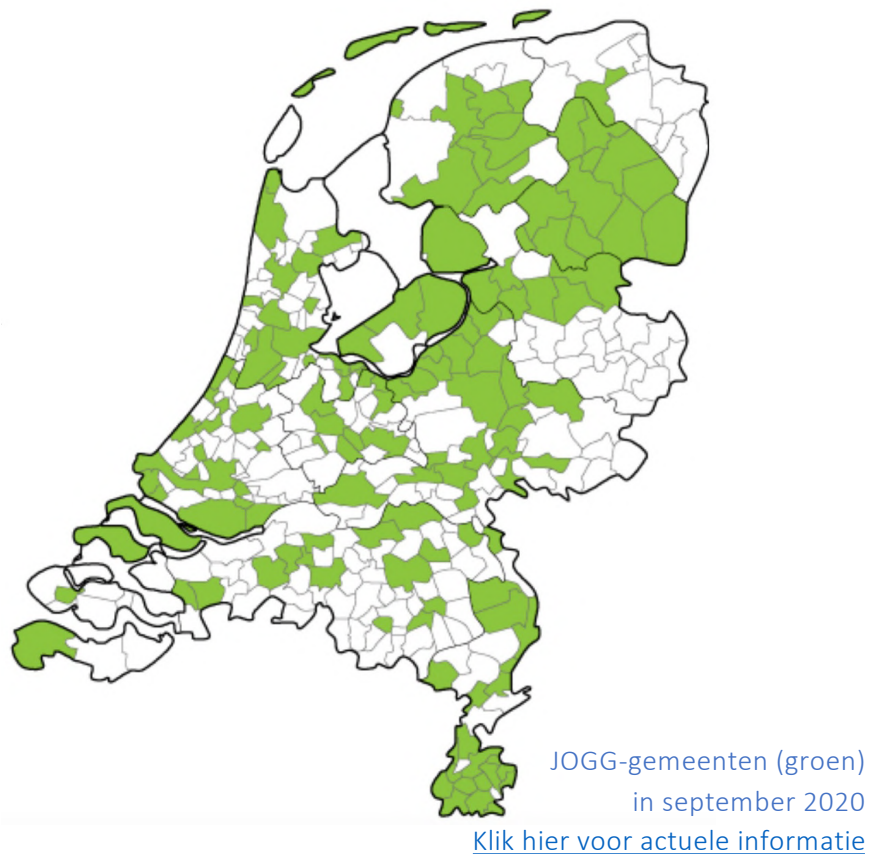 JOGG-gemeenten (groen)
in september 2020
Klik hier voor actuele informatie